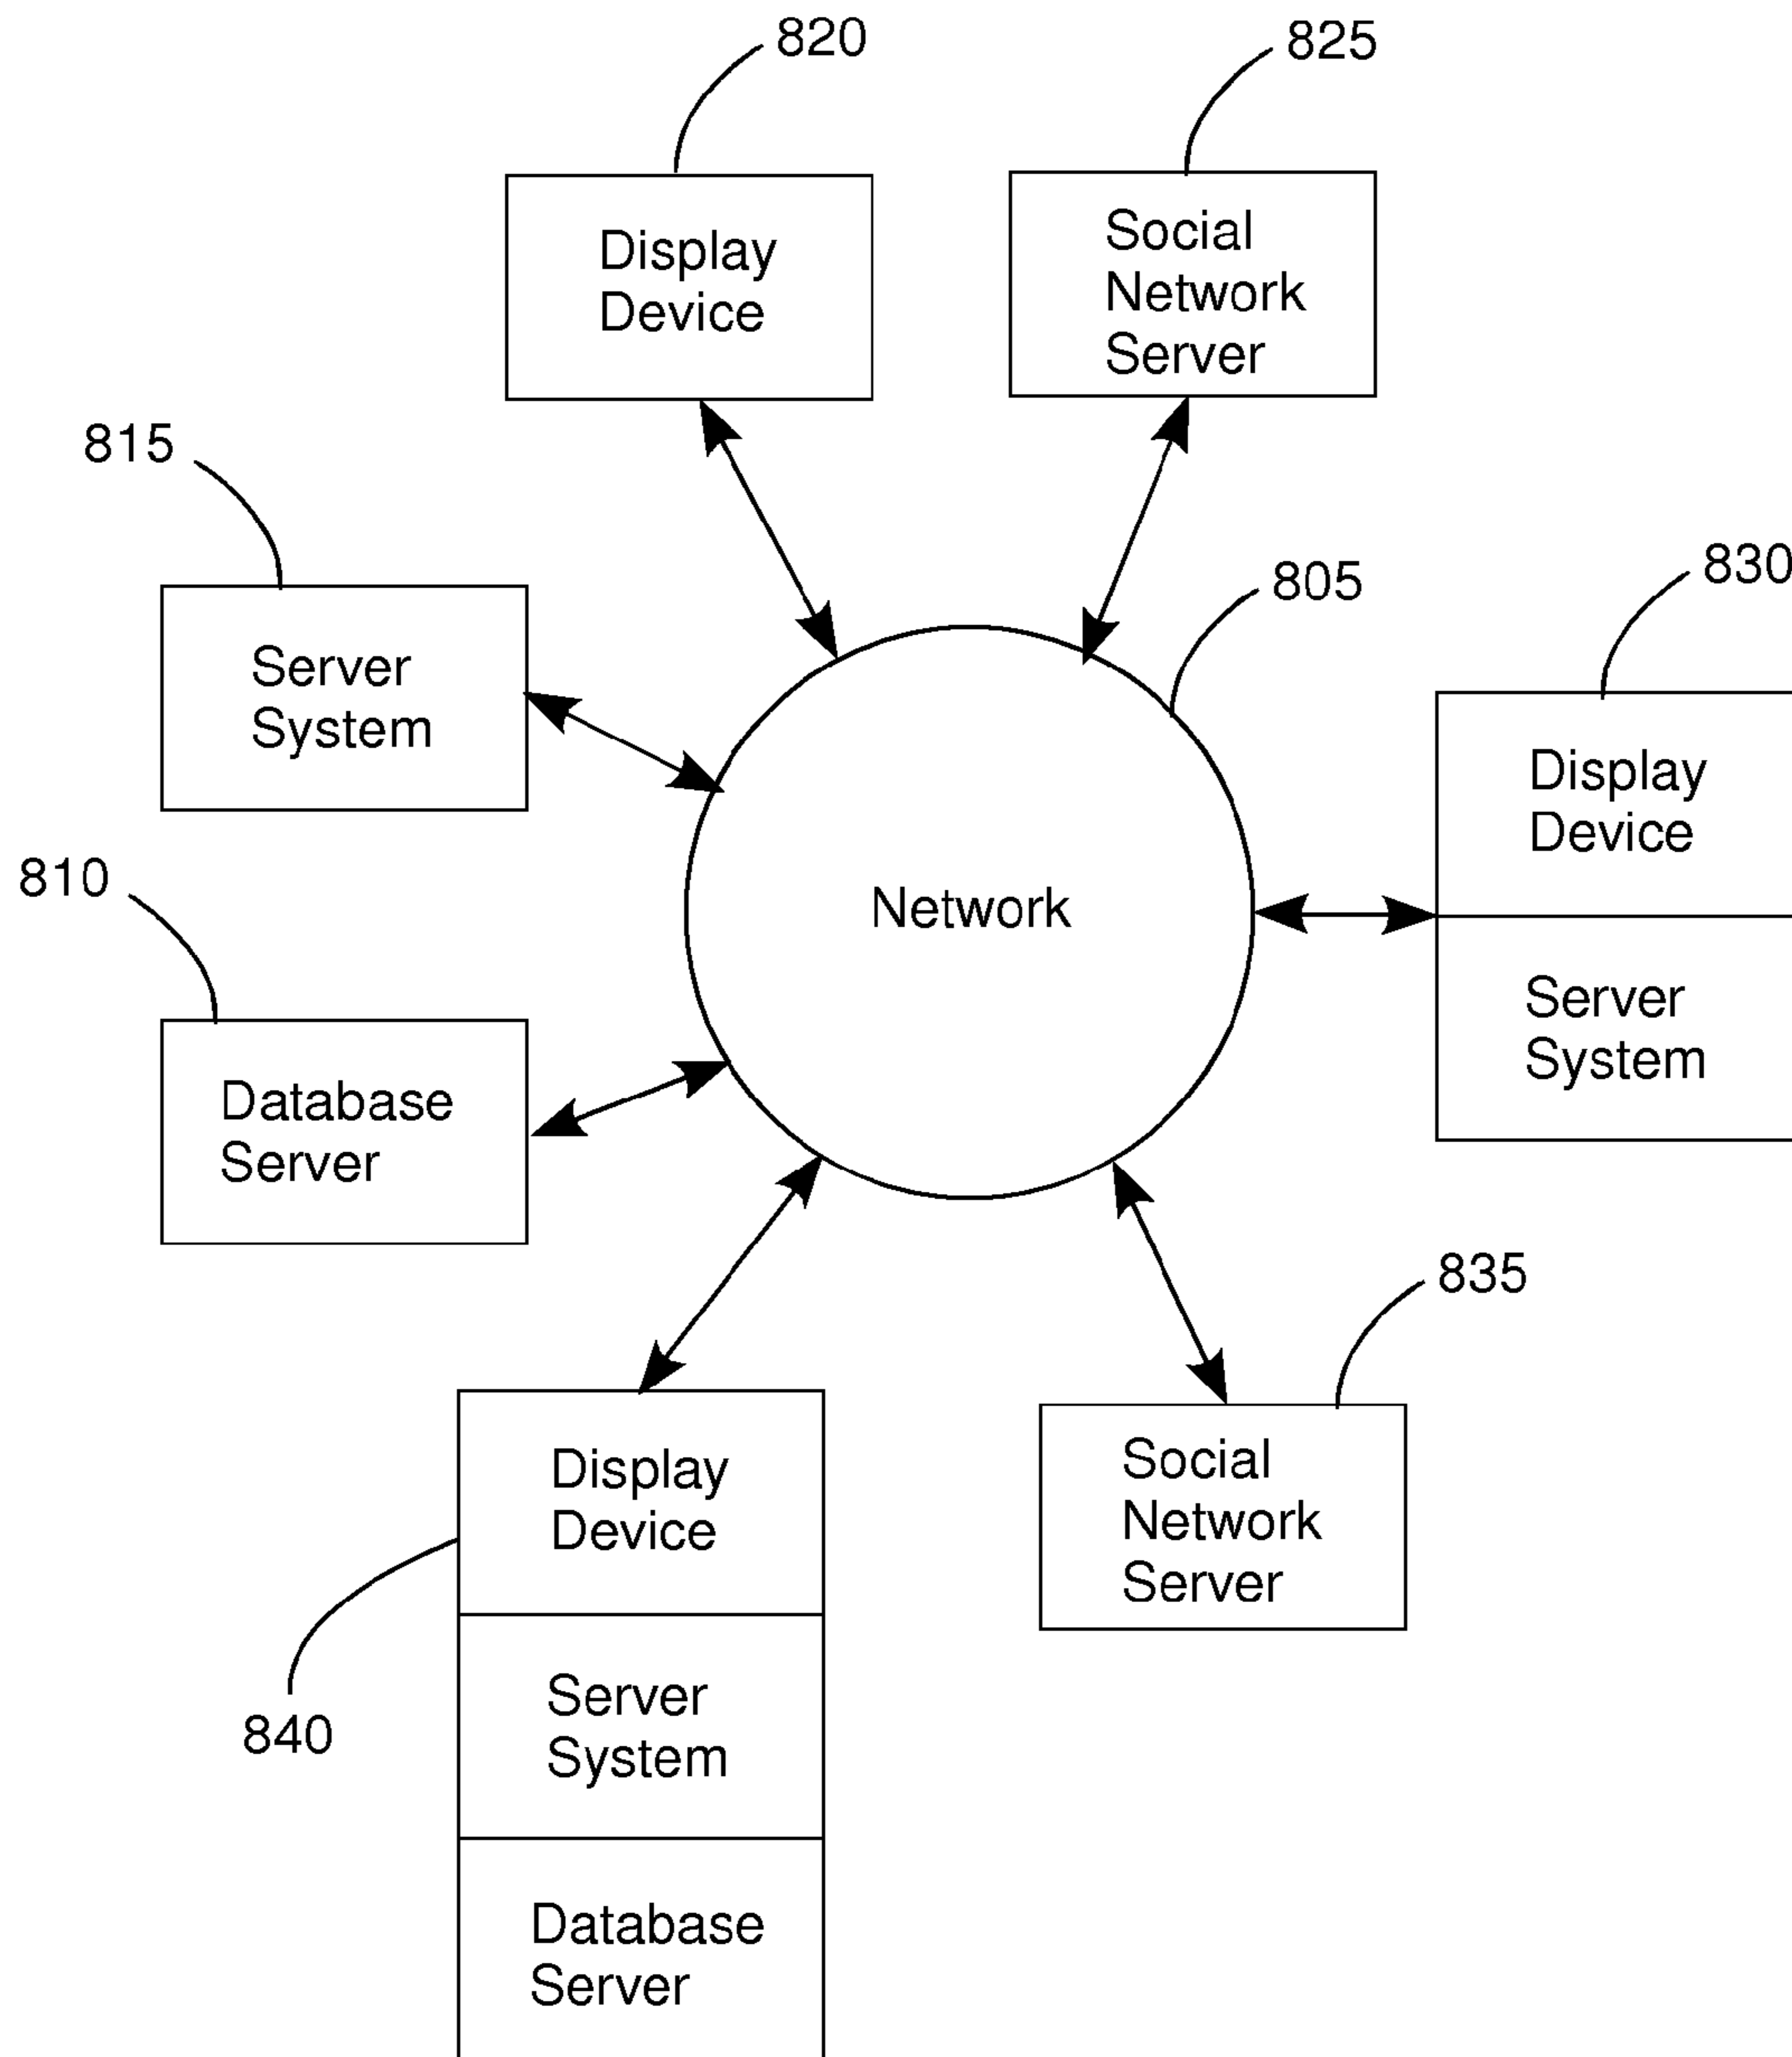 820
825
Display
Device
Social
Network
Server
815
805
830
Server
System
Display
Device
810
Network
Server
System
Database
Server
835
Display
Device
Social
Network
Server
840
Server
System
Database
Server